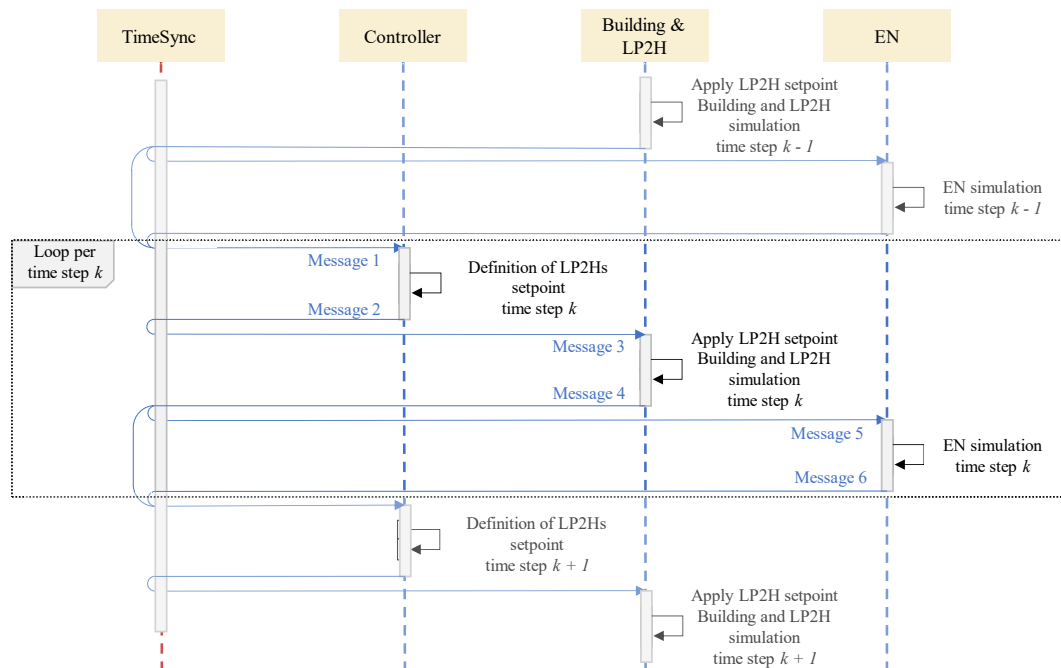 TimeSync
Controller
Building &
LP2H
EN
Apply LP2H setpoint
Building and LP2H
simulation
time step k - 1
EN simulation
time step k - 1
Loop per
time step k
Message 1
Definition of LP2Hs
setpoint
time step k
Message 2
Message 3
Apply LP2H setpoint
Building and LP2H
simulation
time step k
Message 4
Message 5
EN simulation
time step k
Message 6
Definition of LP2Hs
setpoint
time step k + 1
Apply LP2H setpoint
Building and LP2H
simulation
time step k + 1